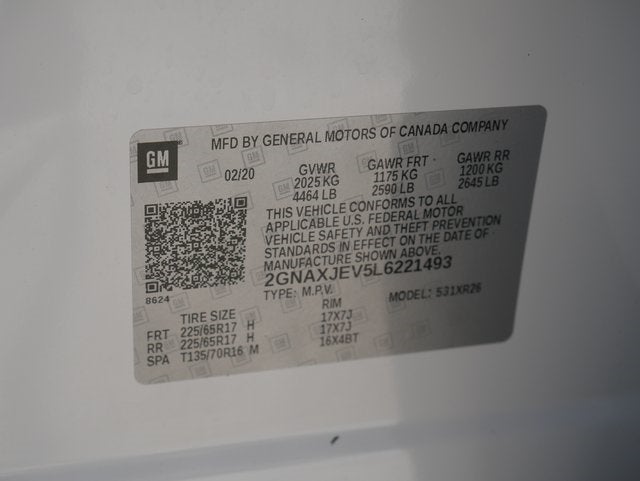 MFD BY GENERAL MOTORS OF CANADA COMPANY
GM
02/20 GVWR GAWR FRT GAWR RR
2025 KG 1175 KG 1200 KG
4464 LB 2590 LB 2645 LB
THIS VEHICLE CONFORMS TO ALL
APPLICABLE U.S. FEDERAL MOTOR
VEHICLE SAFETY AND THEFT PREVENTION
STANDARDS IN EFFECT ON THE DATE OF
MANUFACTURE SHOWN ABOVE.
2GNAXJEV5L6221493
8624
TYPE: M.P.V. MODEL: 531XR26
TIRE SIZE RIM
FRT 225/65R17 H 17X7J
RR 225/65R17 H 17X7J
SPA T135/70R16 M 16X4BT